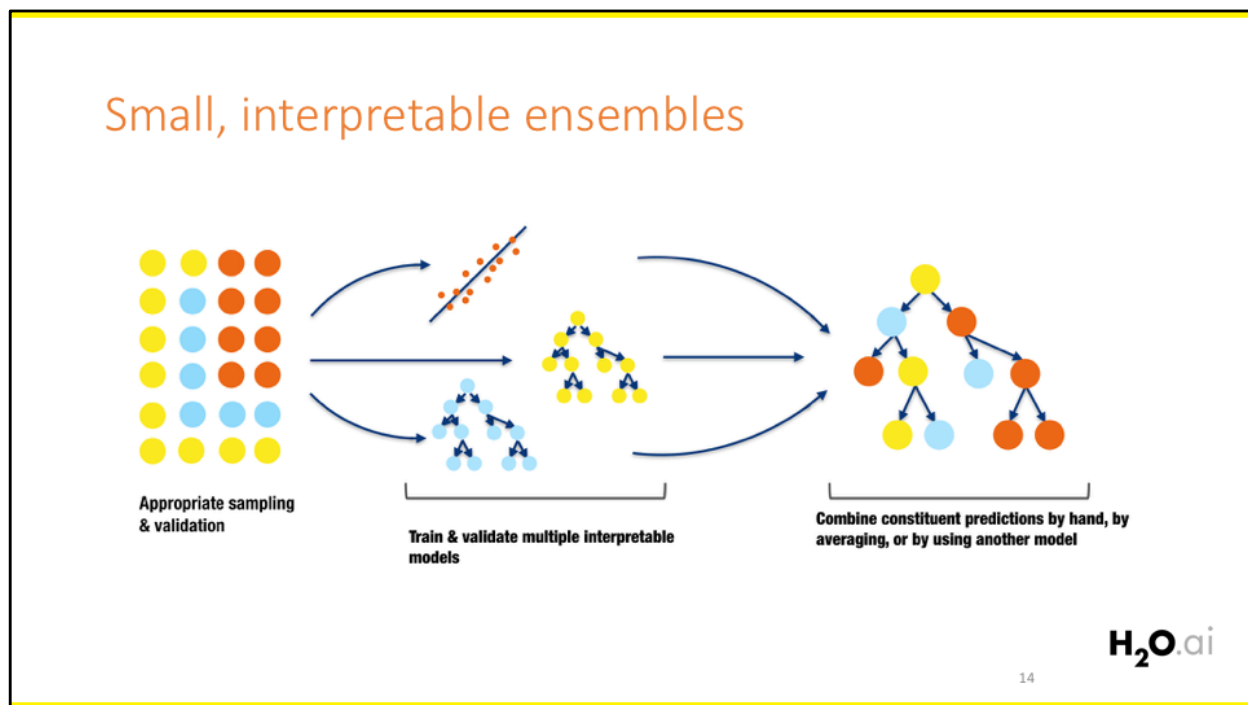 Small, interpretable ensembles
Appropriate sampling
& validation
Train & validate multiple interpretable
models
Combine constituent predictions by hand, by
averaging, or by using another model
H2O.ai
14